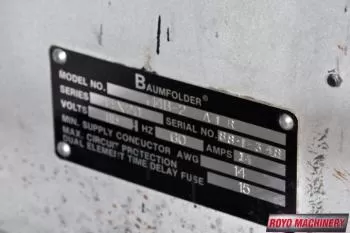 BAUMFOLDER®
MODEL NO.
SERIES SERIAL NO.
VOLTS HZ 60 AMPS 14
MIN. SUPPLY CONDUCTOR AWG 14
MAX. CIRCUIT PROTECTION
DUAL ELEMENT TIME DELAY FUSE 15
ROYO MACHINERY